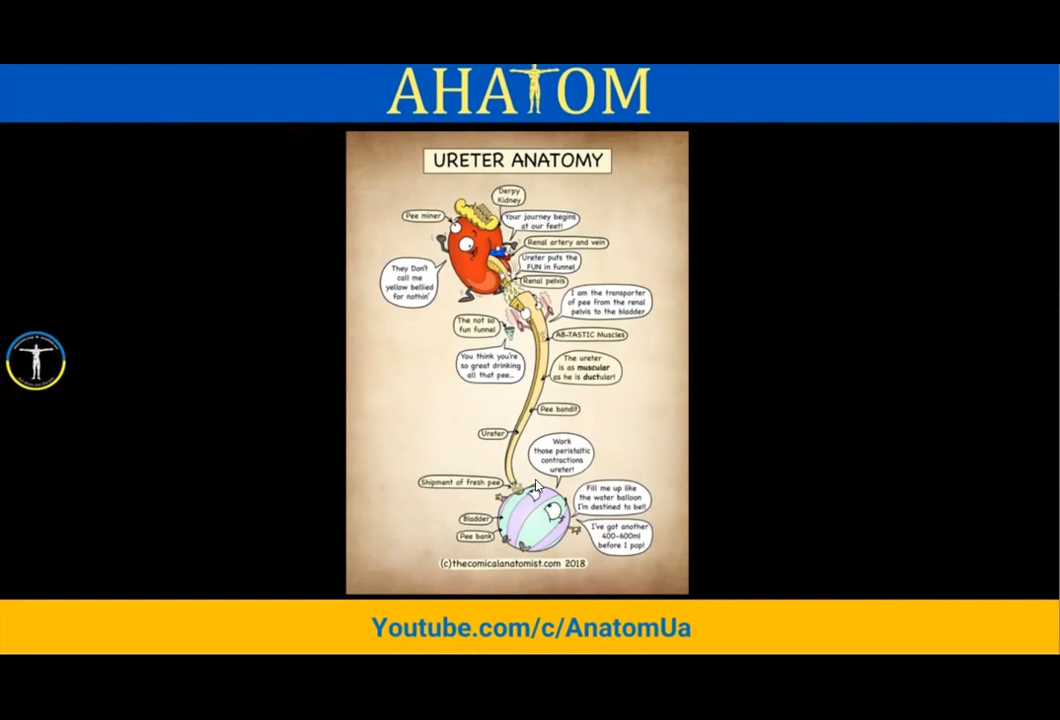 АНАТОМ
URETER ANATOMY
Derpy
Kidney
Pee miner
Your journey begins
at our feet!
Renal artery and vein
Ureter puts the
FUN in funnel
They Don't
call me
yellow bellied
for nothin'
Renal pelvis
I am the transporter
of pee from the renal
pelvis to the bladder
The not so
fun funnel
AB-TASTIC Muscles
You think you're
so great drinking
all that pee...
The ureter
is as muscular
as he is ductular!
Pee bandit
Ureter
Work
those peristaltic
contractions
ureter!
Shipment of fresh pee
Fill me up like
the water balloon
I'm destined to be!!
Bladder
Pee bank
I've got another
400-600ml
before I pop!
(c)thecomicalanatomist.com 2018
Youtube.com/c/AnatomUa